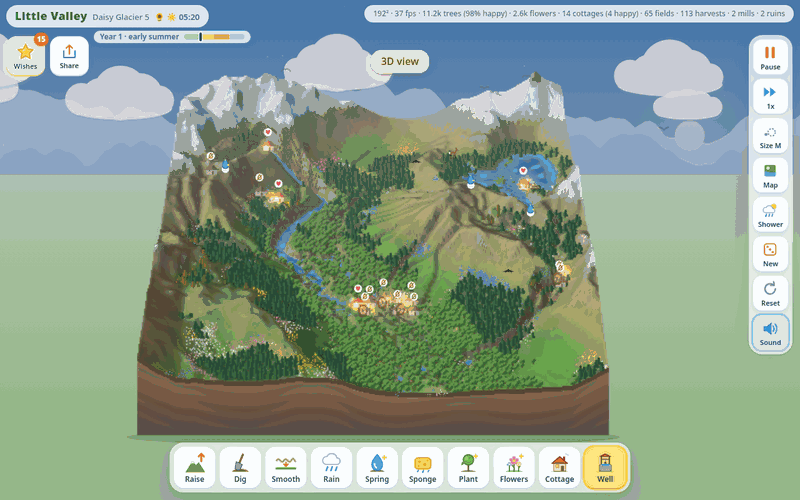 Little Valley Daisy Glacier 5 05:20
192² · 37 fps · 11.2k trees (98% happy) · 2.6k flowers · 14 cottages (4 happy) · 65 fields · 113 harvests · 2 mills · 2 ruins
Year 1 · early summer
15
Wishes
Share
3D view
Pause
1x
Size M
Map
Shower
New
Reset
Sound
Raise
Dig
Smooth
Rain
Spring
Sponge
Plant
Flowers
Cottage
Well